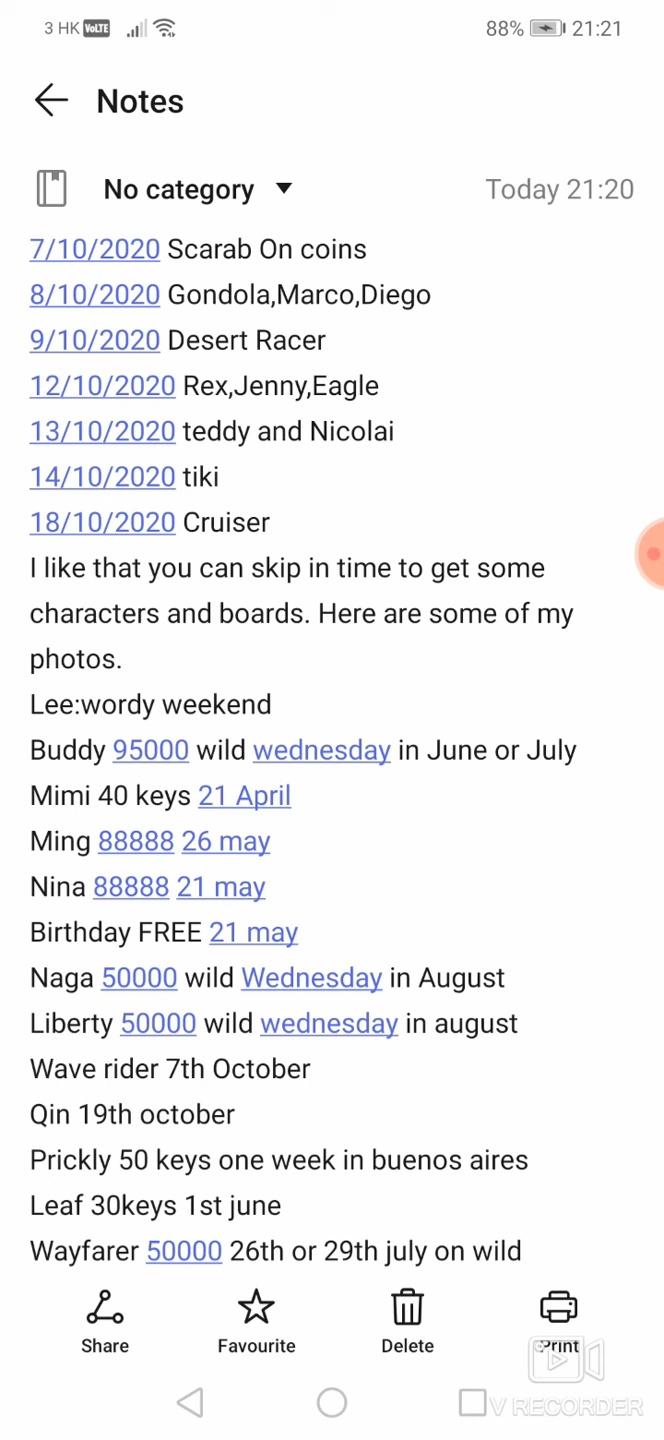 3 HK VoLTE 88% 21:21
Notes
No category Today 21:20
7/10/2020 Scarab On coins
8/10/2020 Gondola,Marco,Diego
9/10/2020 Desert Racer
12/10/2020 Rex,Jenny,Eagle
13/10/2020 teddy and Nicolai
14/10/2020 tiki
18/10/2020 Cruiser
I like that you can skip in time to get some
characters and boards. Here are some of my
photos.
Lee:wordy weekend
Buddy 95000 wild wednesday in June or July
Mimi 40 keys 21 April
Ming 88888 26 may
Nina 88888 21 may
Birthday FREE 21 may
Naga 50000 wild Wednesday in August
Liberty 50000 wild wednesday in august
Wave rider 7th October
Qin 19th october
Prickly 50 keys one week in buenos aires
Leaf 30keys 1st june
Wayfarer 50000 26th or 29th july on wild
Share Favourite Delete Print
V RECORDER